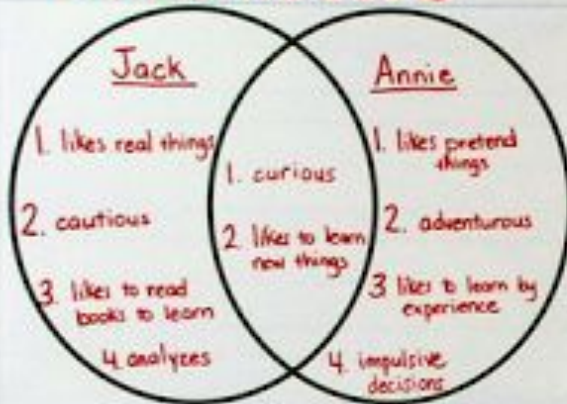 Jack
1. likes real things
2. cautious
3. likes to read
books to learn
4. analyzes
1. curious
2. likes to learn
new things
Annie
1. likes pretend
things
2. adventurous
3 likes to learn by
experience
4. impulsive
decisions